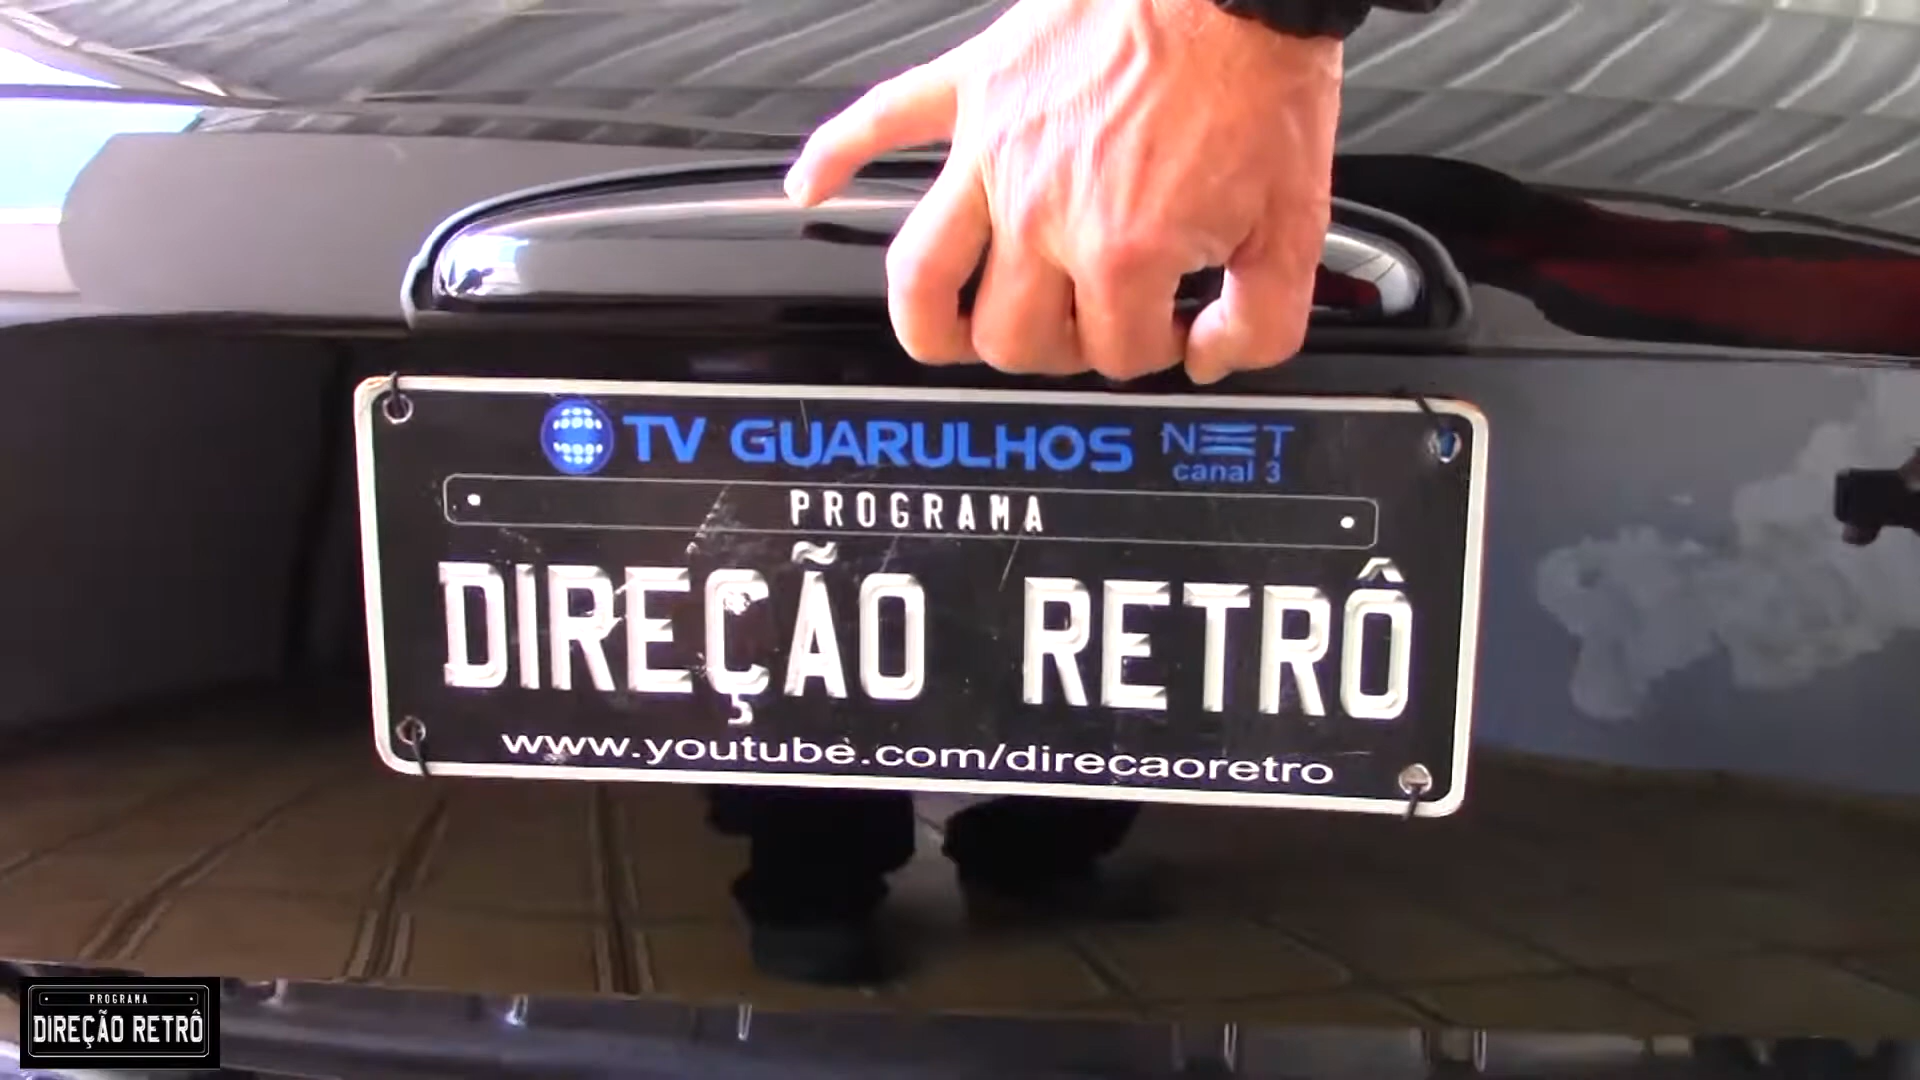 TV GUARULHOS NET
canal 3
PROGRAMA
DIREÇÃO RETRÔ
www.youtube.com/direcaoretro
PROGRAMA
DIREÇÃO RETRÔ